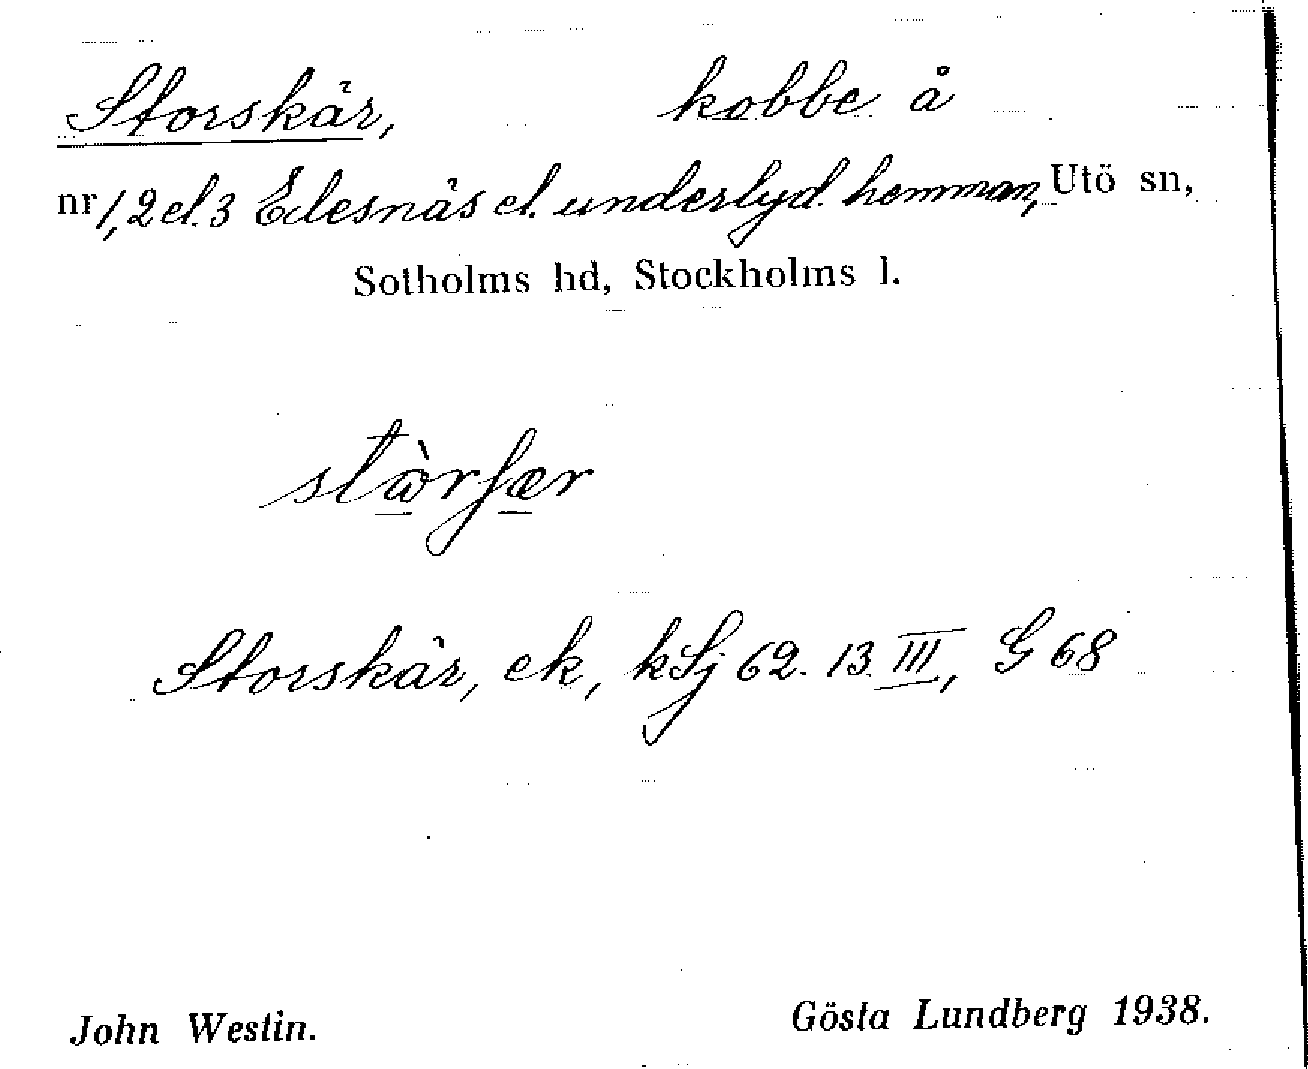 Storskär, kobbe å
nr 1,2 el. 3 Edesnäs el. underlyd. hemman, Utö sn,
Sotholms hd, Stockholms l.
stòrʃær
Storskär, ek, kSj 62. 13. III, G 68
John Westin. Gösta Lundberg 1938.